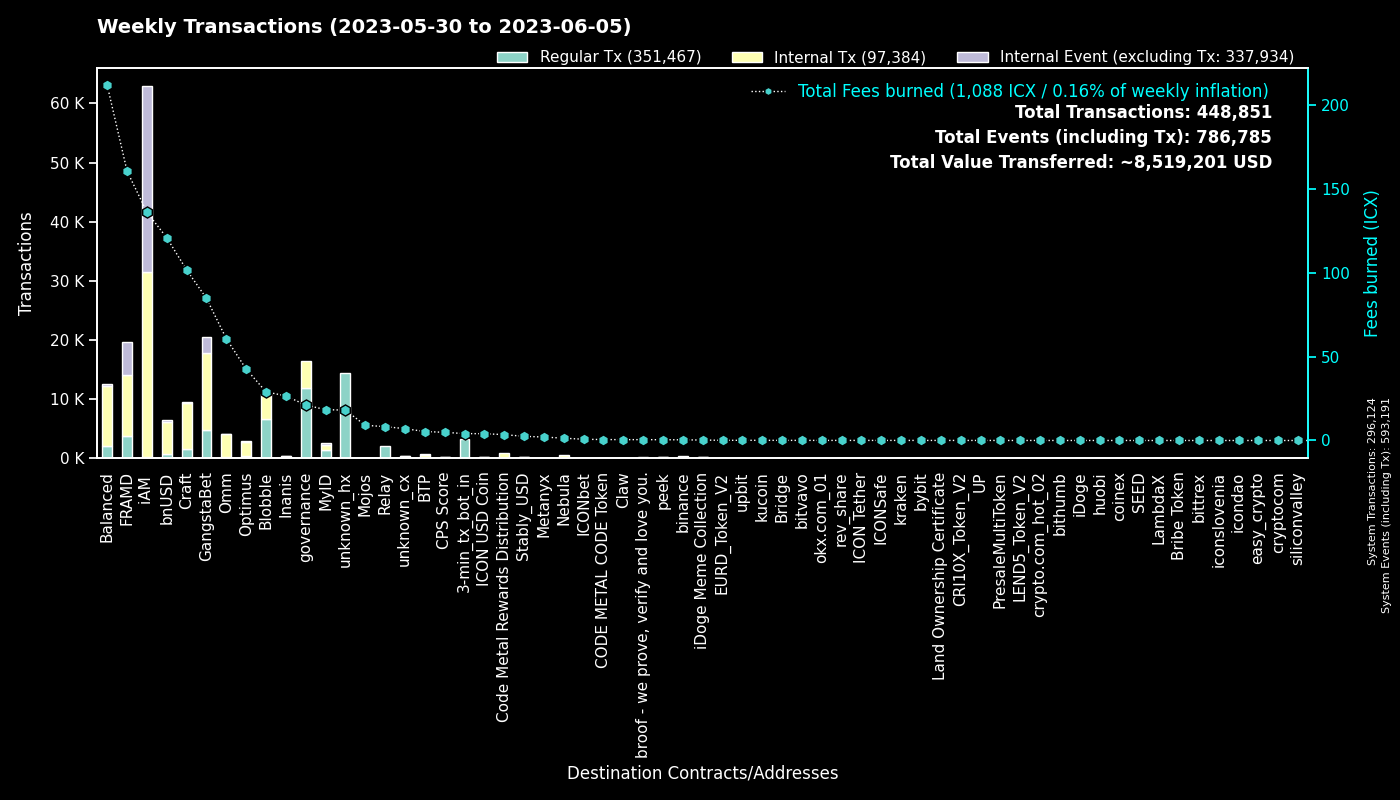 Weekly Transactions (2023-05-30 to 2023-06-05)
Regular Tx (351,467)
Internal Tx (97,384)
Internal Event (excluding Tx: 337,934)
Total Fees burned (1,088 ICX / 0.16% of weekly inflation)
Total Transactions: 448,851
Total Events (including Tx): 786,785
Total Value Transferred: ~8,519,201 USD
Transactions
60 K
50 K
40 K
30 K
20 K
10 K
0 K
200
150
100
50
0
Fees burned (ICX)
System Transactions: 296,124
System Events (including Tx): 593,191
Balanced
FRAMD
iAM
bnUSD
Craft
GangstaBet
Omm
Optimus
Blobble
Inanis
governance
MyID
unknown_hx
Mojos
Relay
unknown_cx
BTP
CPS Score
3-min_tx_bot_in
ICON USD Coin
Code Metal Rewards Distribution
Stably_USD
Metanyx
Nebula
ICONbet
CODE METAL CODE Token
Claw
broof - we prove, verify and love you.
peek
binance
iDoge Meme Collection
EURD_Token_V2
upbit
kucoin
Bridge
bitvavo
okx.com_01
rev_share
ICON Tether
ICONSafe
kraken
bybit
Land Ownership Certificate
CRI10X_Token_V2
UP
PresaleMultiToken
LEND5_Token_V2
crypto.com_hot_02
bithumb
iDoge
huobi
coinex
SEED
LambdaX
Bribe Token
bittrex
iconslovenia
icondao
easy_crypto
cryptocom
siliconvalley
Destination Contracts/Addresses